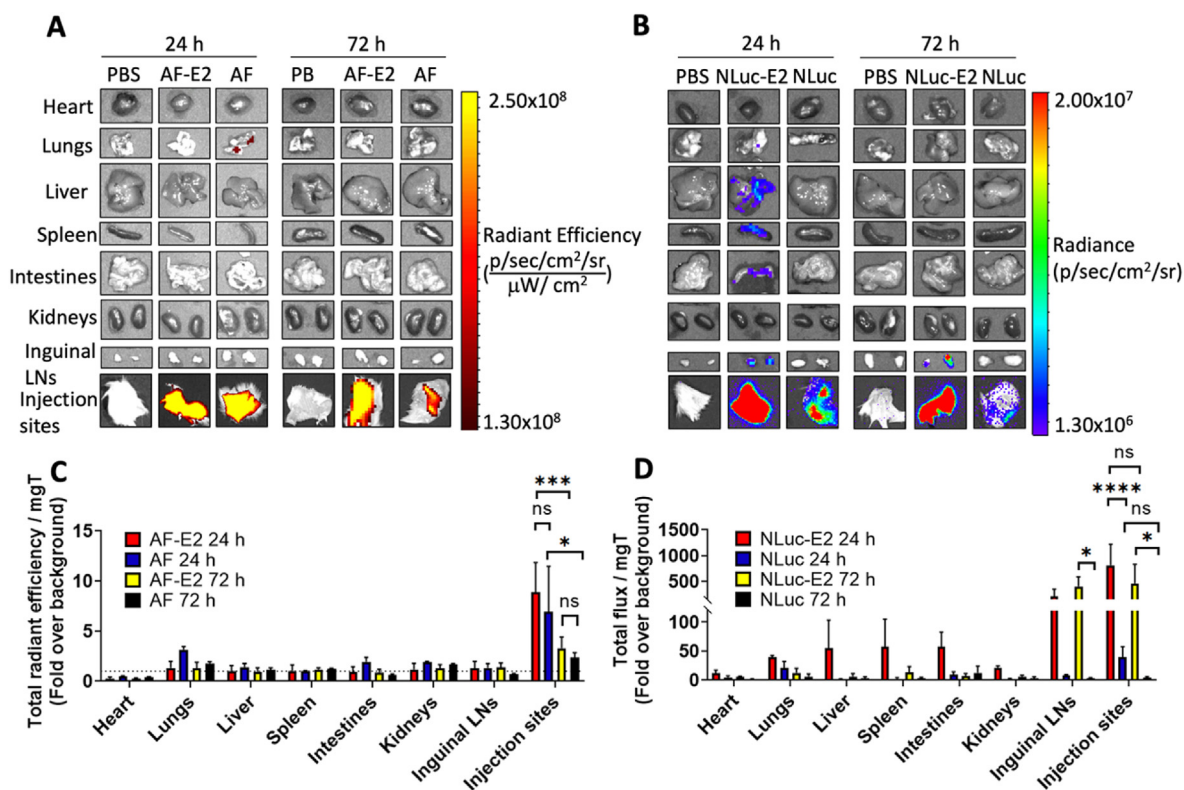 A
24 h
72 h
PBS AF-E2 AF PB AF-E2 AF
Heart
Lungs
Liver
Spleen
Intestines
Kidneys
Inguinal
LNs
Injection
sites
2.50x10⁸
Radiant Efficiency
(p/sec/cm²/sr)
μW/ cm²
1.30x10⁸
B
24 h
72 h
PBS NLuc-E2 NLuc PBS NLuc-E2 NLuc
2.00x10⁷
Radiance
(p/sec/cm²/sr)
1.30x10⁶
C
Total radiant efficiency / mgT
(Fold over background)
15
10
5
0
AF-E2 24 h
AF 24 h
AF-E2 72 h
AF 72 h
***
ns
*
ns
Heart
Lungs
Liver
Spleen
Intestines
Kidneys
Inguinal LNs
Injection sites
D
Total flux / mgT
(Fold over background)
1500
1000
500
100
50
0
NLuc-E2 24 h
NLuc 24 h
NLuc-E2 72 h
NLuc 72 h
ns
****
ns
*
*
Heart
Lungs
Liver
Spleen
Intestines
Kidneys
Inguinal LNs
Injection sites